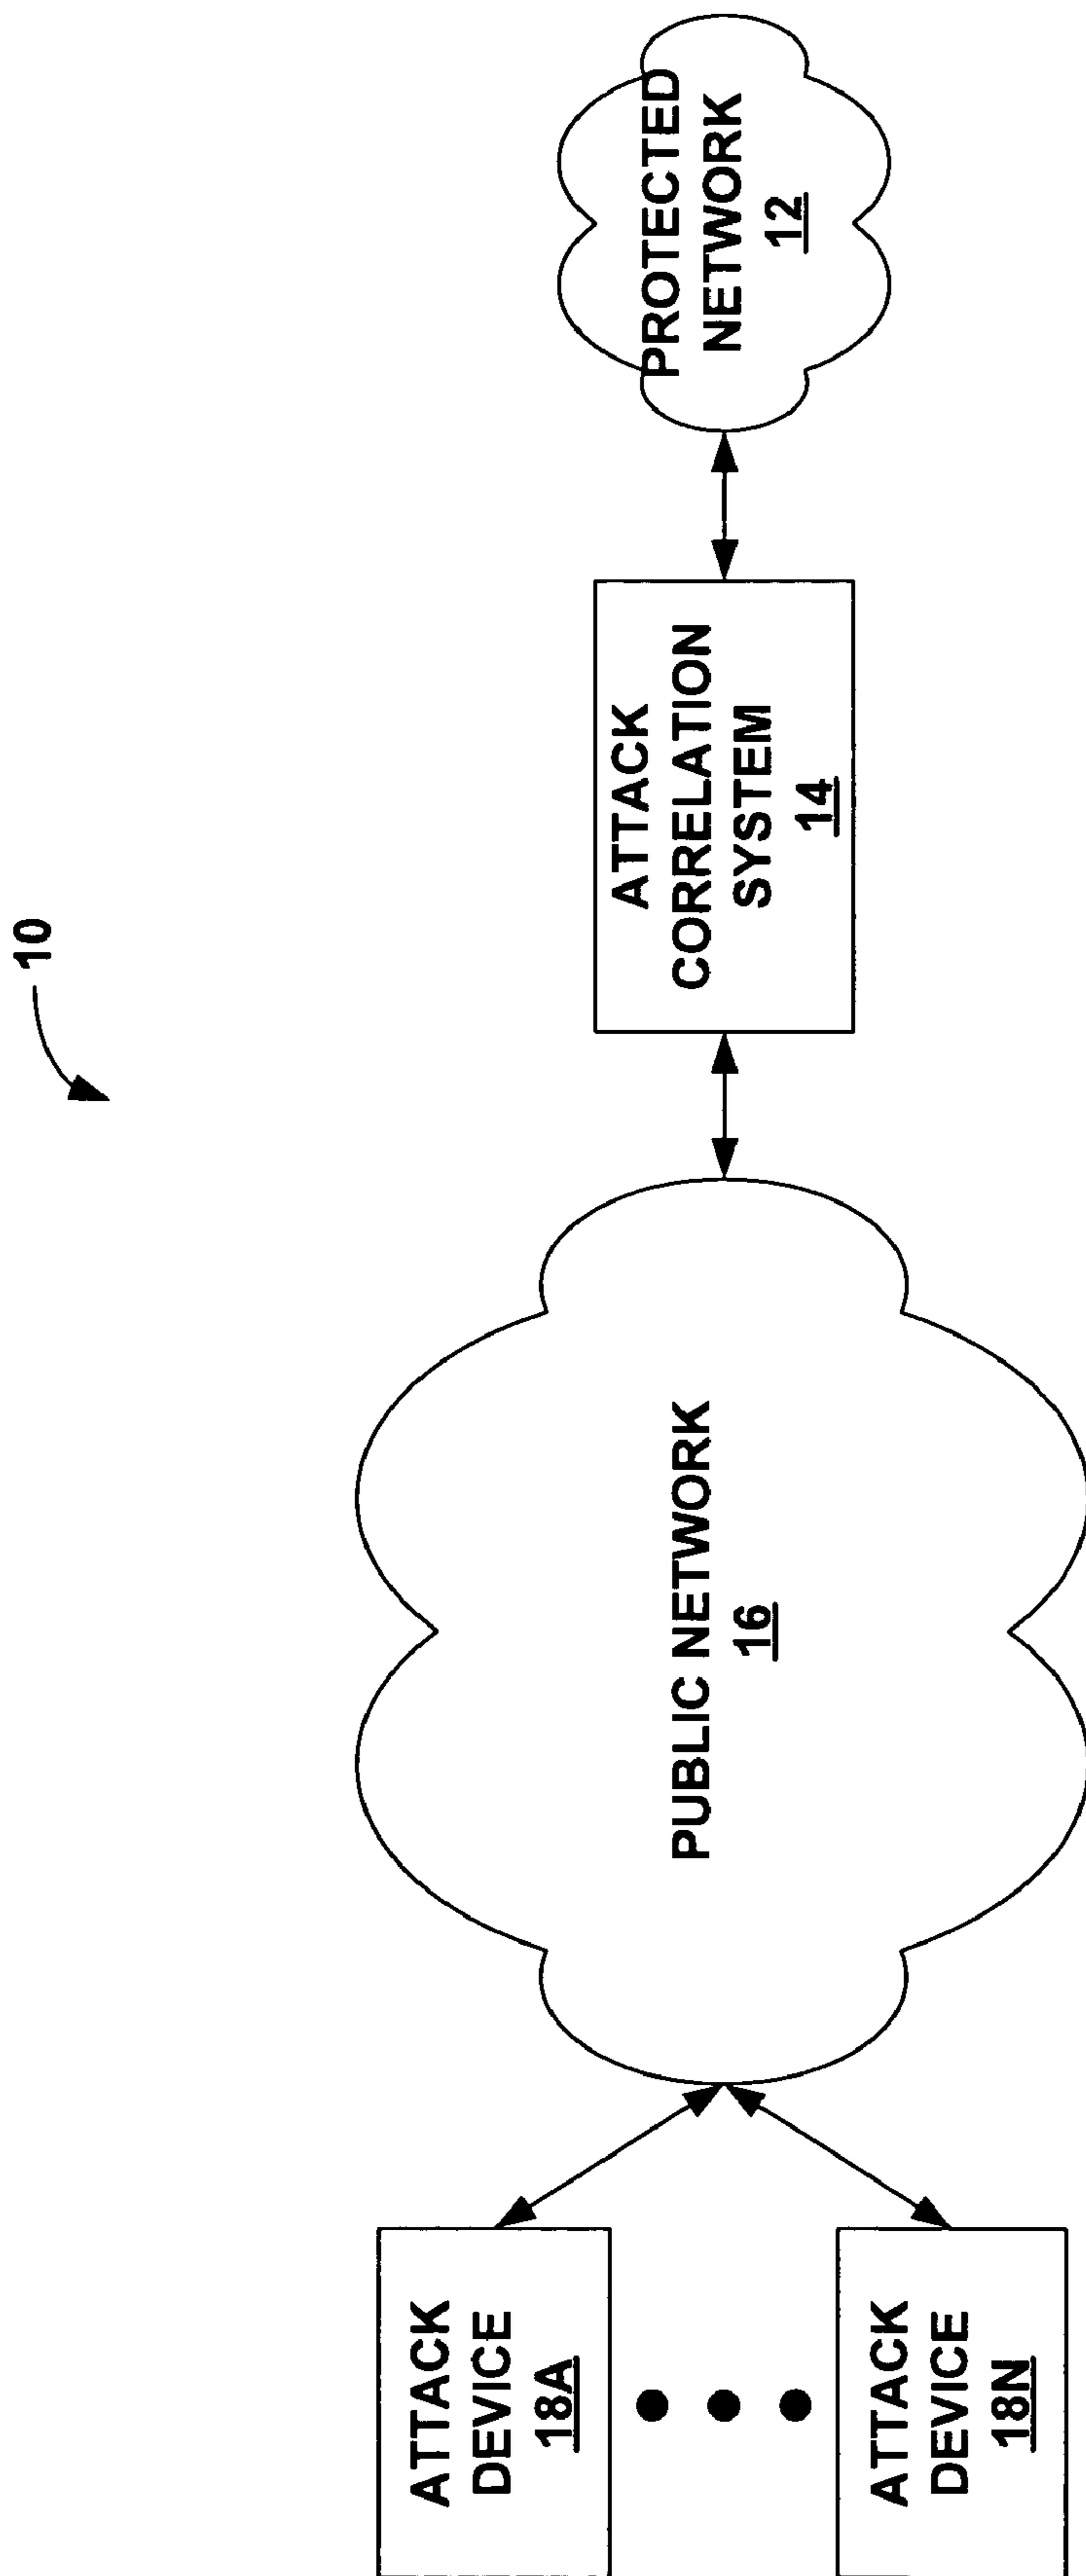 10
ATTACK
DEVICE
18A
ATTACK
DEVICE
18N
PUBLIC NETWORK
16
ATTACK
CORRELATION
SYSTEM
14
PROTECTED
NETWORK
12